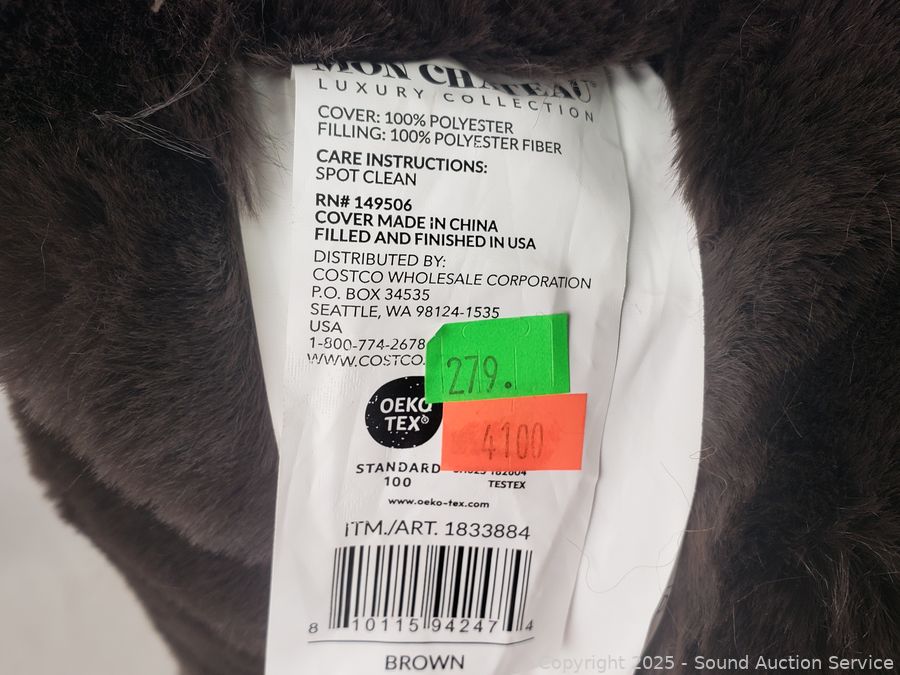 MON CHATEAU
LUXURY COLLECTION
COVER: 100% POLYESTER
FILLING: 100% POLYESTER FIBER
CARE INSTRUCTIONS:
SPOT CLEAN
RN# 149506
COVER MADE IN CHINA
FILLED AND FINISHED IN USA
DISTRIBUTED BY:
COSTCO WHOLESALE CORPORATION
P.O. BOX 34535
SEATTLE, WA 98124-1535
USA
1-800-774-2678
WWW.COSTCO.
279.
4100
OEKO
TEX®
STANDARD
100
TESTEX
www.oeko-tex.com
ITM./ART. 1833884
8 10115 94247 4
BROWN
Copyright 2025 - Sound Auction Service